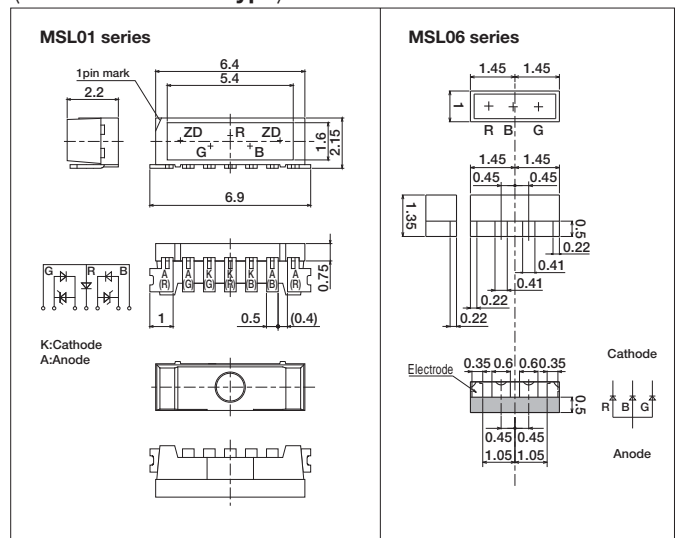 MSL01 series
1pin mark
6.4
5.4
2.2
ZD R ZD
G B
1.6
2.15
6.9
G R B
A (R) A (G) K (G) K (R) K (B) A (B) A (R)
0.75
1 0.5 (0.4)
K:Cathode
A:Anode
MSL06 series
1.45 1.45
1
R B G
1.45 1.45
0.45 0.45
1.35
0.5
0.22
0.41
0.41
0.22
0.22
0.35 0.6 0.6 0.35
Electrode
0.5
0.45 0.45
1.05 1.05
Cathode
R B G
Anode